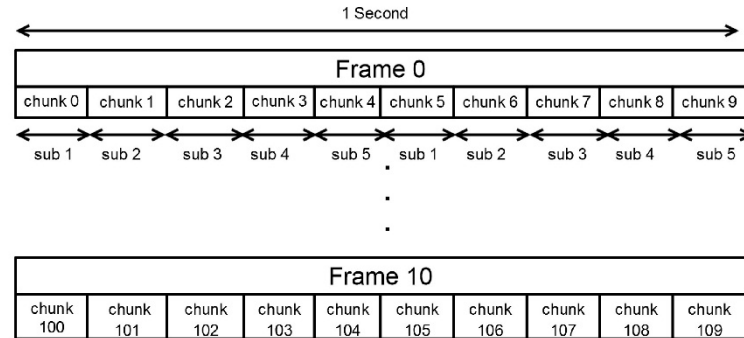 1 Second
Frame 0
chunk 0 chunk 1 chunk 2 chunk 3 chunk 4 chunk 5 chunk 6 chunk 7 chunk 8 chunk 9
sub 1 sub 2 sub 3 sub 4 sub 5 sub 1 sub 2 sub 3 sub 4 sub 5
Frame 10
chunk chunk chunk chunk chunk chunk chunk chunk chunk chunk
100 101 102 103 104 105 106 107 108 109